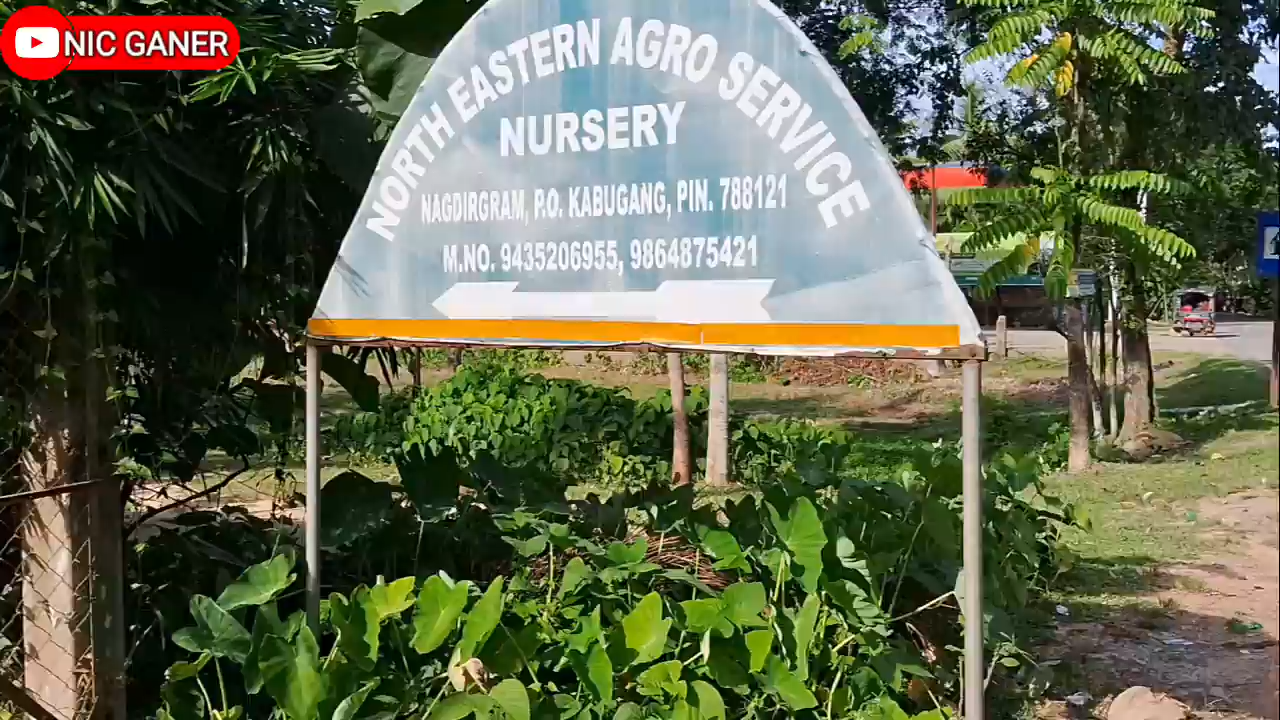 NIC GANER
NORTH EASTERN AGRO SERVICE
NURSERY
NAGDIRGRAM, P.O. KABUGANG, PIN. 788121
M.NO. 9435206955, 9864875421